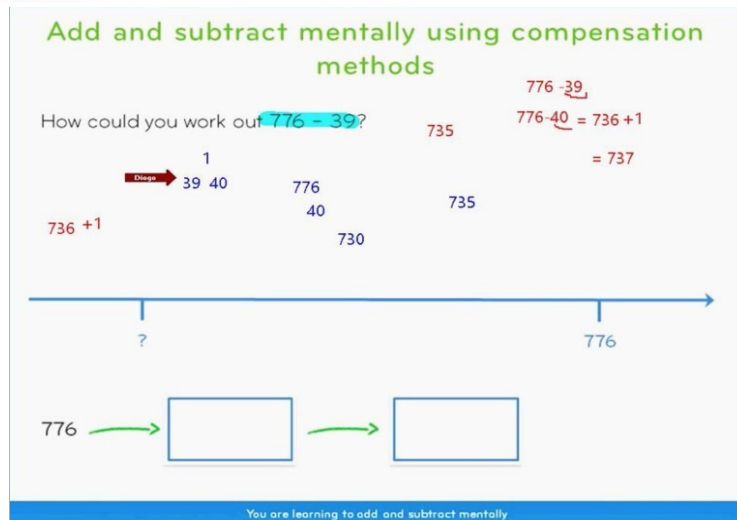 Add and subtract mentally using compensation
methods
776 -39
How could you work out 776 - 39?
735
776-40 = 736 +1
= 737
1
Diego
39 40
776
40
735
730
736 +1
?
776
776
You are learning to add and subtract mentally